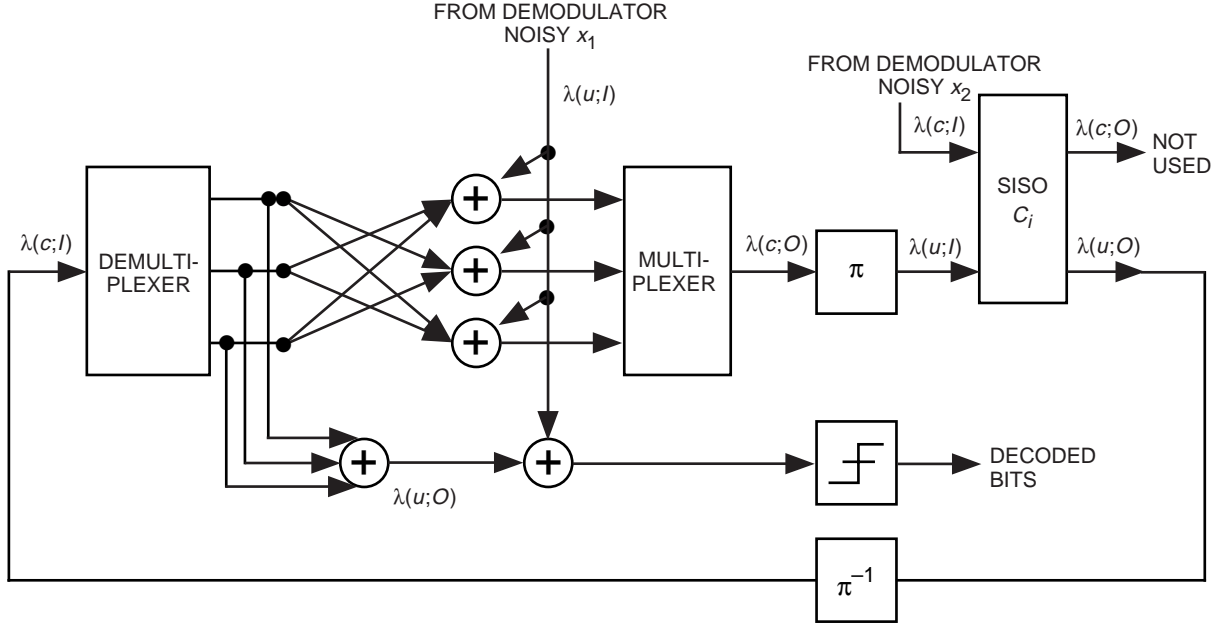 FROM DEMODULATOR
NOISY x1
λ(u;I)
FROM DEMODULATOR
NOISY x2
λ(c;I)
λ(c;O)
NOT
USED
SISO
Ci
λ(c;I)
DEMULTI-
PLEXER
+
+
+
MULTI-
PLEXER
λ(c;O)
π
λ(u;I)
λ(u;O)
+
λ(u;O)
+
DECODED
BITS
π–1